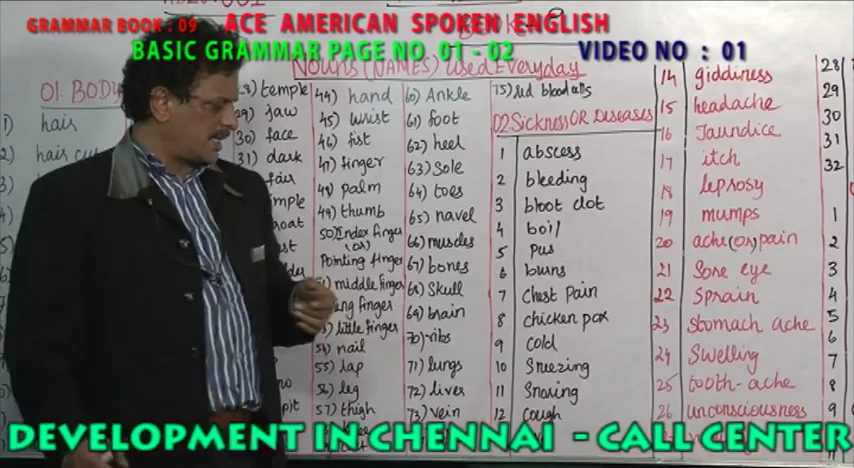 GRAMMAR BOOK : 09 ACE AMERICAN SPOKEN ENGLISH
BASIC GRAMMAR PAGE NO. 01 - 02 VIDEO NO : 01
NOUNS (NAMES) Used Everyday
01. BODY
1) hair
2) hair cu
3)
temple
29) Jaw
30) face
31) dark
fair
44) hand
45) wrist
46) fist
47) finger
48) palm
49) thumb
50) Index finger
(OR)
Pointing finger
middle finger
ring finger
little finger
54) nail
55) lap
56) leg
57) thigh
60) Ankle
61) foot
62) heel
63) Sole
64) toes
65) navel
66) muscles
67) bones
68) Skull
69) brain
70) ribs
71) lungs
72) liver
73) vein
75) red blood cells
02. Sickness OR Diseases
1 abscess
2 bleeding
3 bloot clot
4 boil
5 pus
6 burns
7 Chest Pain
8 chicken pox
9 cold
10 Sneezing
11 Snoring
12 cough
14 giddiness
15 headache
16 Jaundice
17 itch
18 leprosy
19 mumps
20 ache (OR) pain
21 Sore eye
22 Sprain
23 Stomach ache
24 Swelling
25 tooth-ache
26 unconsciousness
28
29
30
31
32
1
2
3
4
5
6
7
8
9
DEVELOPMENT IN CHENNAI - CALL CENTER